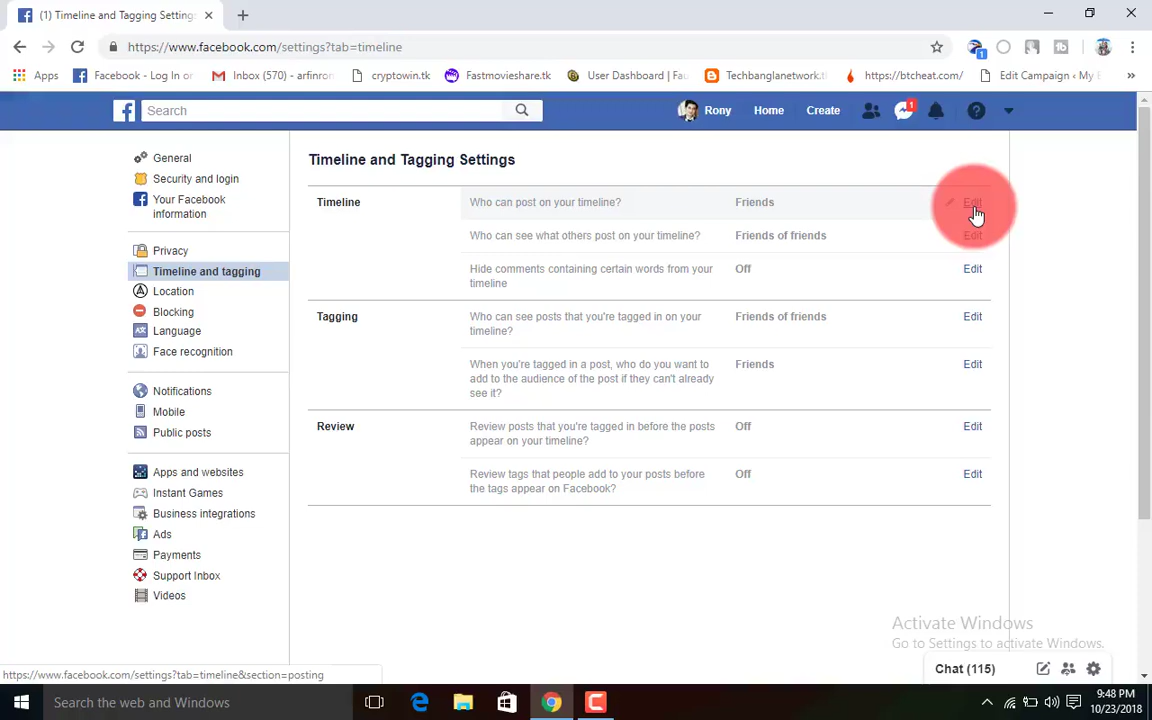 (1) Timeline and Tagging Settings
https://www.facebook.com/settings?tab=timeline
Apps
Facebook - Log In or
Inbox (570) - arfinron
cryptowin.tk
Fastmovieshare.tk
User Dashboard | Fau
Techbanglanetwork.t
https://btcheat.com/
Edit Campaign ‹ My E
»
Search
Rony
Home
Create
1
General
Security and login
Your Facebook
information
Privacy
Timeline and tagging
Location
Blocking
Language
Face recognition
Notifications
Mobile
Public posts
Apps and websites
Instant Games
Business integrations
Ads
Payments
Support Inbox
Videos
Timeline and Tagging Settings
Timeline
Who can post on your timeline?
Friends
Edit
Who can see what others post on your timeline?
Friends of friends
Edit
Hide comments containing certain words from your
timeline
Off
Edit
Tagging
Who can see posts that you're tagged in on your
timeline?
Friends of friends
Edit
When you're tagged in a post, who do you want to
add to the audience of the post if they can't already
see it?
Friends
Edit
Review
Review posts that you're tagged in before the posts
appear on your timeline?
Off
Edit
Review tags that people add to your posts before
the tags appear on Facebook?
Off
Edit
Activate Windows
Go to Settings to activate Windows.
Chat (115)
https://www.facebook.com/settings?tab=timeline&section=posting
Search the web and Windows
9:48 PM
10/23/2018